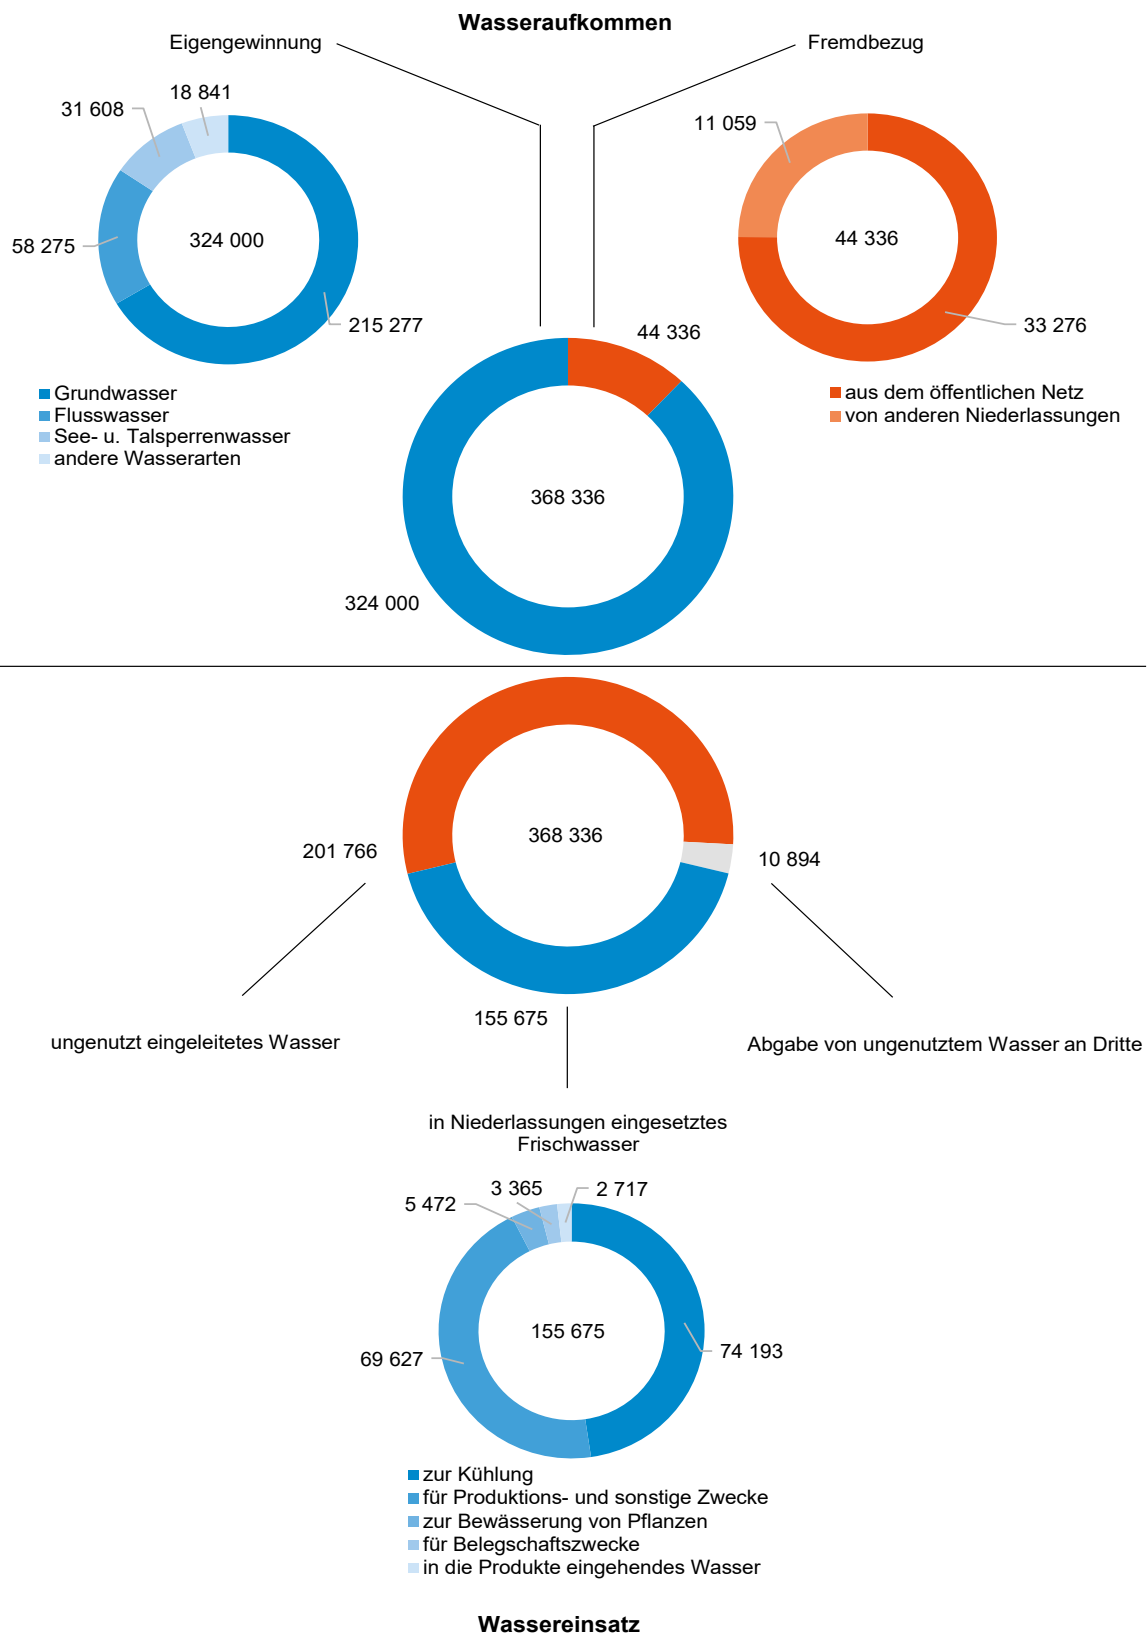 Wasseraufkommen
Eigengewinnung
Fremdbezug
18 841
31 608
58 275
324 000
215 277
11 059
44 336
33 276
Grundwasser
Flusswasser
See- u. Talsperrenwasser
andere Wasserarten
aus dem öffentlichen Netz
von anderen Niederlassungen
44 336
368 336
324 000
368 336
201 766
10 894
155 675
ungenutzt eingeleitetes Wasser
Abgabe von ungenutztem Wasser an Dritte
in Niederlassungen eingesetztes
Frischwasser
3 365
2 717
5 472
155 675
74 193
69 627
zur Kühlung
für Produktions- und sonstige Zwecke
zur Bewässerung von Pflanzen
für Belegschaftszwecke
in die Produkte eingehendes Wasser
Wassereinsatz